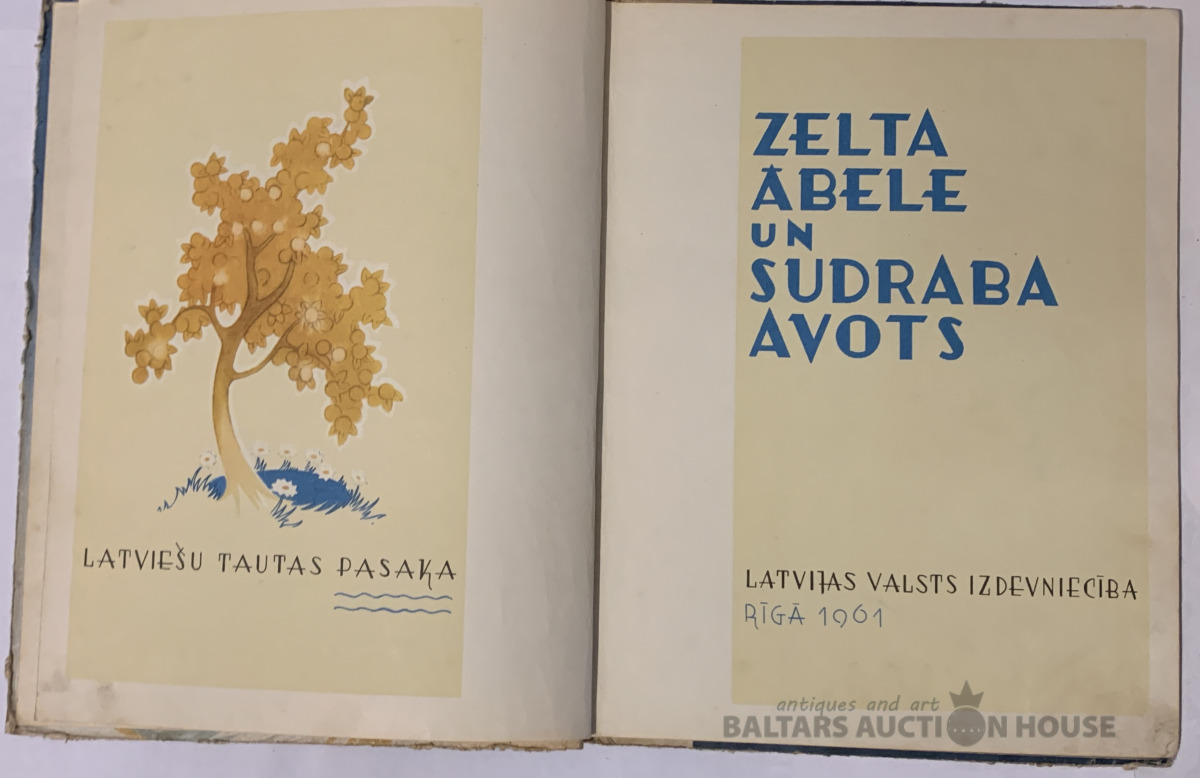 LATVIEŠU TAUTAS PASAKA
ZELTA
ĀBELE
UN
SUDRABA
AVOTS
LATVIJAS VALSTS IZDEVNIECĪBA
RĪGĀ 1961
antiques and art
BALTARS AUCTION HOUSE